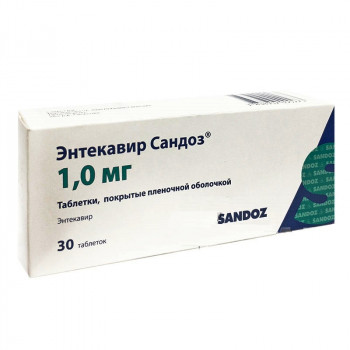 Энтекавир Сандоз®
1,0 мг
Таблетки, покрытые пленочной оболочкой
Энтекавир
SANDOZ
30 таблеток